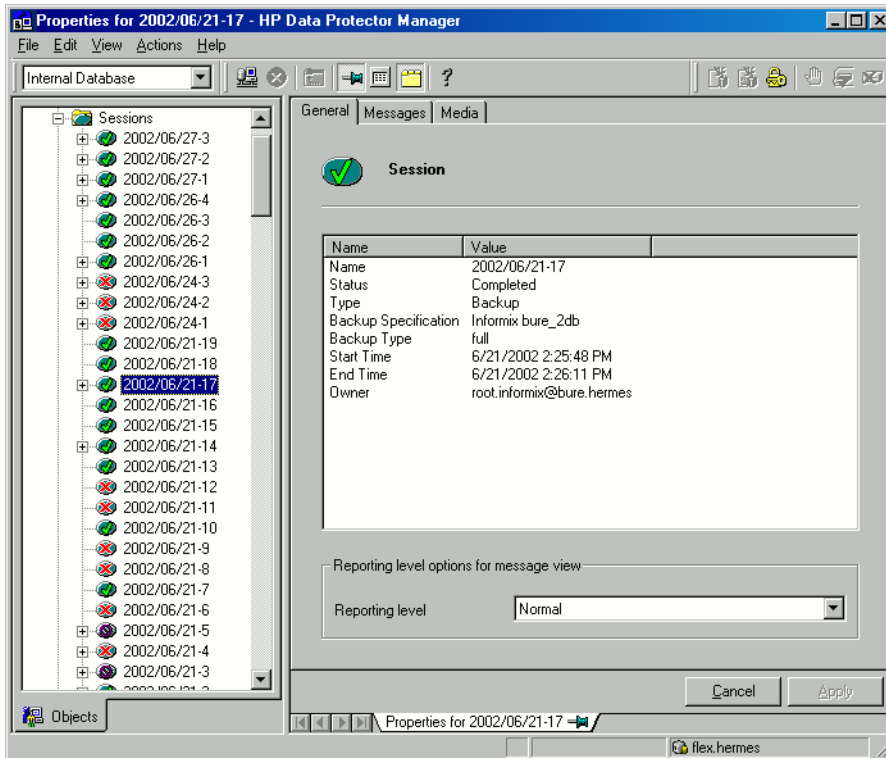 Properties for 2002/06/21-17 - HP Data Protector Manager
File Edit View Actions Help
Internal Database
Sessions
2002/06/27-3
2002/06/27-2
2002/06/27-1
2002/06/26-4
2002/06/26-3
2002/06/26-2
2002/06/26-1
2002/06/24-3
2002/06/24-2
2002/06/24-1
2002/06/21-19
2002/06/21-18
2002/06/21-17
2002/06/21-16
2002/06/21-15
2002/06/21-14
2002/06/21-13
2002/06/21-12
2002/06/21-11
2002/06/21-10
2002/06/21-9
2002/06/21-8
2002/06/21-7
2002/06/21-6
2002/06/21-5
2002/06/21-4
2002/06/21-3
Objects
General Messages Media
Session
Name Value
Name 2002/06/21-17
Status Completed
Type Backup
Backup Specification Informix bure_2db
Backup Type full
Start Time 6/21/2002 2:25:48 PM
End Time 6/21/2002 2:26:11 PM
Owner root.informix@bure.hermes
Reporting level options for message view
Reporting level Normal
Cancel Apply
Properties for 2002/06/21-17
flex.hermes